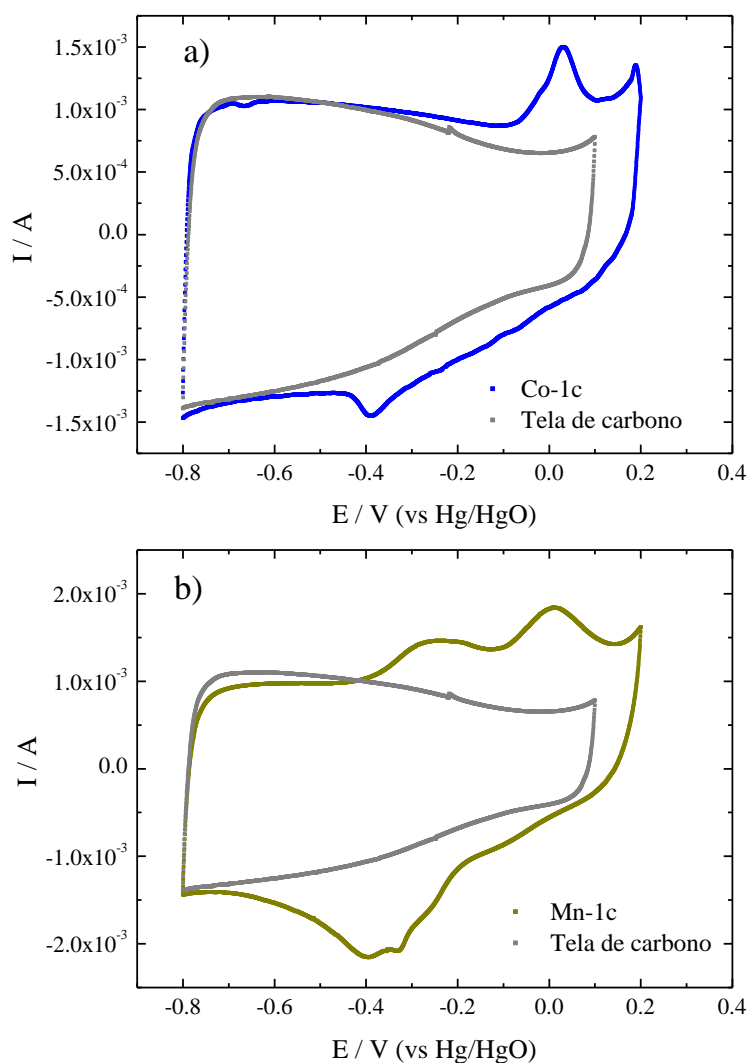 a)
1.5x10⁻³
1.0x10⁻³
5.0x10⁻⁴
0.0
-5.0x10⁻⁴
-1.0x10⁻³
-1.5x10⁻³
I / A
Co-1c
Tela de carbono
-0.8 -0.6 -0.4 -0.2 0.0 0.2 0.4
E / V (vs Hg/HgO)
b)
2.0x10⁻³
1.0x10⁻³
0.0
-1.0x10⁻³
-2.0x10⁻³
I / A
Mn-1c
Tela de carbono
-0.8 -0.6 -0.4 -0.2 0.0 0.2 0.4
E / V (vs Hg/HgO)